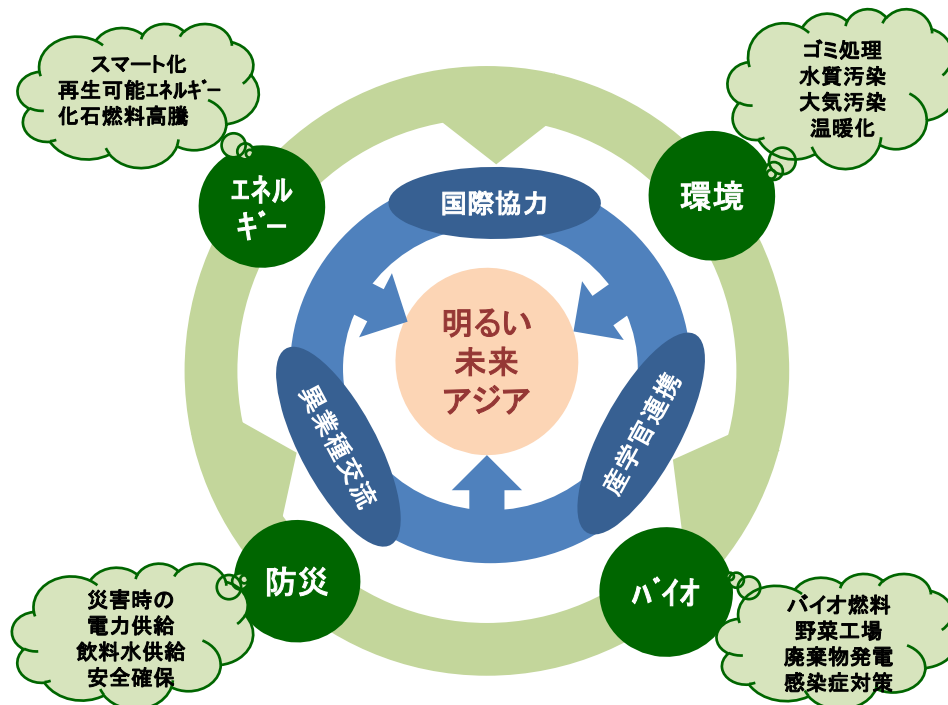 スマート化
再生可能エネルギー
化石燃料高騰
ゴミ処理
水質汚染
大気汚染
温暖化
エネル
ギー
環境
国際協力
明るい
未来
アジア
異業種交流
産学官連携
防災
バイオ
災害時の
電力供給
飲料水供給
安全確保
バイオ燃料
野菜工場
廃棄物発電
感染症対策